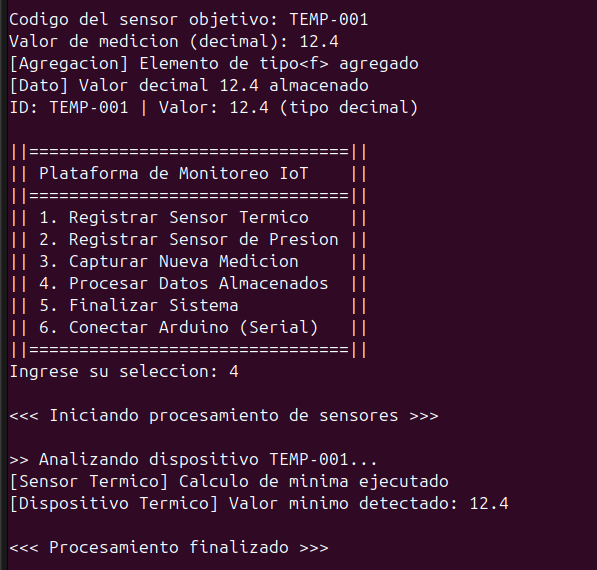 Codigo del sensor objetivo: TEMP-001
Valor de medicion (decimal): 12.4
[Agregacion] Elemento de tipo<f> agregado
[Dato] Valor decimal 12.4 almacenado
ID: TEMP-001 | Valor: 12.4 (tipo decimal)

||================================||
|| Plataforma de Monitoreo IoT    ||
||================================||
|| 1. Registrar Sensor Termico    ||
|| 2. Registrar Sensor de Presion ||
|| 3. Capturar Nueva Medicion     ||
|| 4. Procesar Datos Almacenados  ||
|| 5. Finalizar Sistema           ||
|| 6. Conectar Arduino (Serial)   ||
||================================||
Ingrese su seleccion: 4

<<< Iniciando procesamiento de sensores >>>

>> Analizando dispositivo TEMP-001...
[Sensor Termico] Calculo de minima ejecutado
[Dispositivo Termico] Valor minimo detectado: 12.4

<<< Procesamiento finalizado >>>